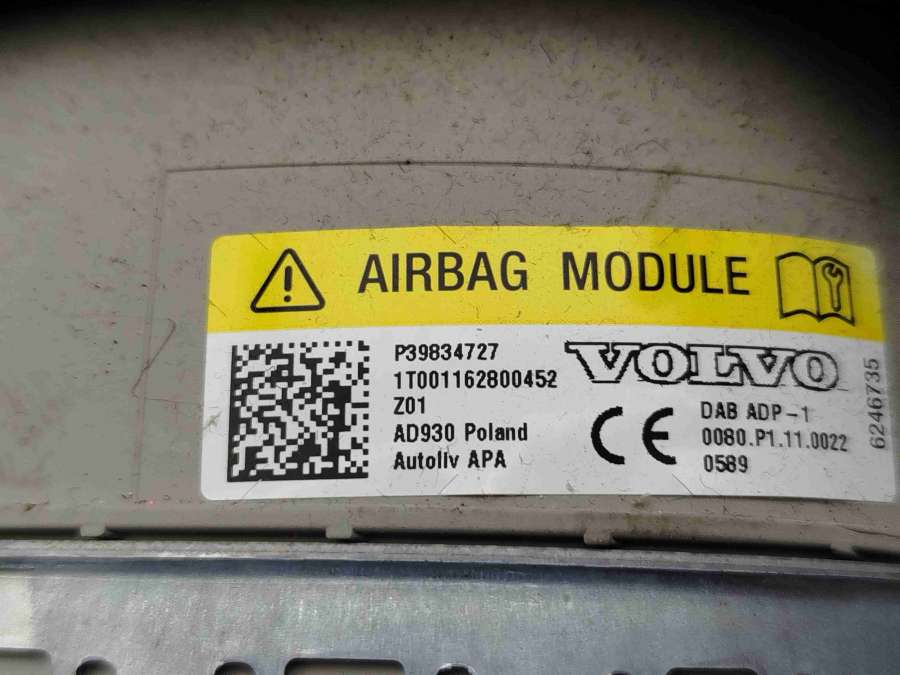 AIRBAG MODULE
P39834727
1T001162800452
Z01
AD930 Poland
Autoliv APA
VOLVO
CE
DAB ADP-1
0080.P1.11.0022
0589
6246735